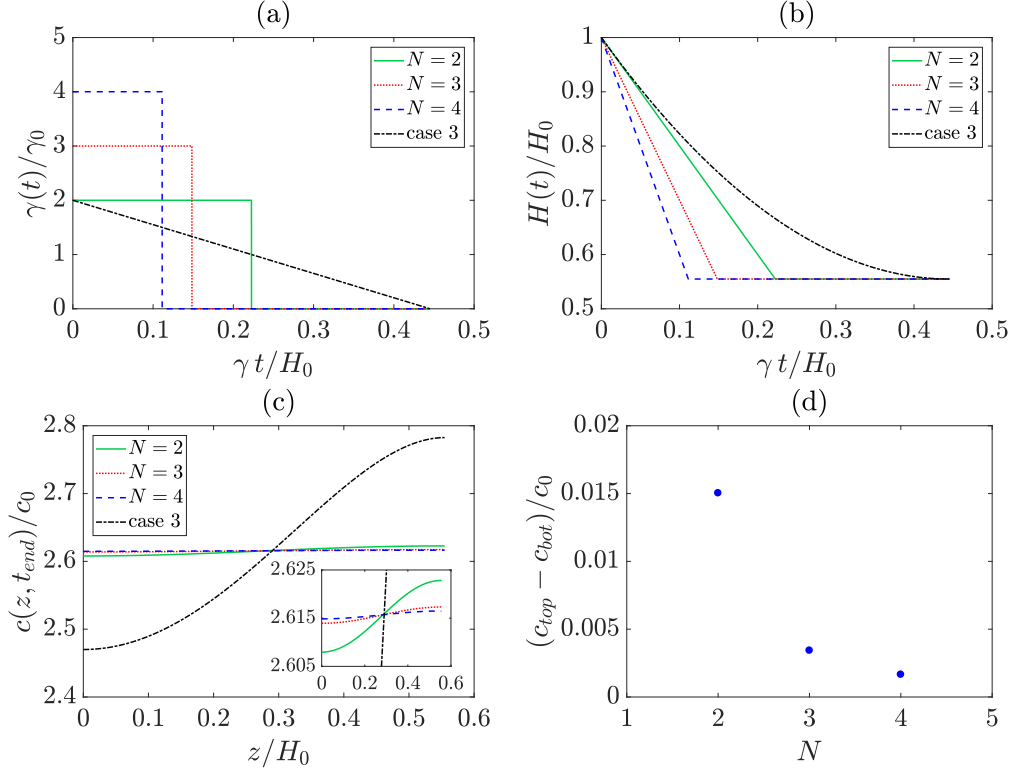 (a)
5
4
3
2
1
0
γ(t)/γ₀
N = 2
N = 3
N = 4
case 3
0 0.1 0.2 0.3 0.4 0.5
γ t/H₀
(b)
1
0.9
0.8
0.7
0.6
0.5
H(t)/H₀
N = 2
N = 3
N = 4
case 3
0 0.1 0.2 0.3 0.4 0.5
γ t/H₀
(c)
2.8
2.7
2.6
2.5
2.4
c(z, t_end)/c₀
N = 2
N = 3
N = 4
case 3
2.625
2.615
2.605
0 0.2 0.4 0.6
0 0.1 0.2 0.3 0.4 0.5 0.6
z/H₀
(d)
0.02
0.015
0.01
0.005
0
(c_top − c_bot)/c₀
1 2 3 4 5
N